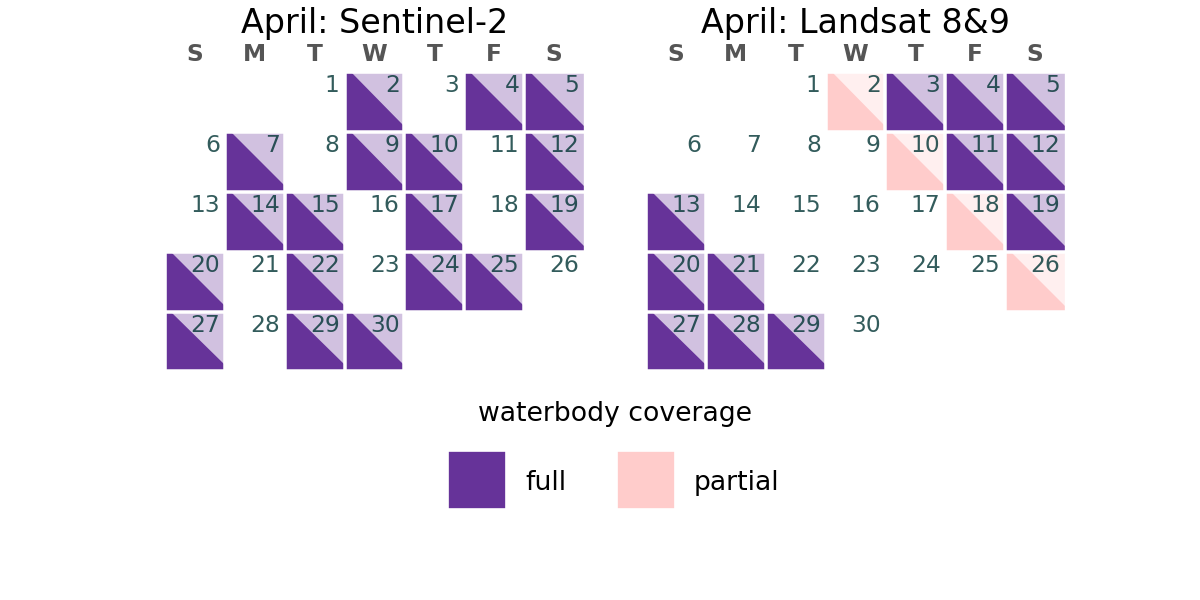 April: Sentinel-2
S M T W T F S
1 2 3 4 5
6 7 8 9 10 11 12
13 14 15 16 17 18 19
20 21 22 23 24 25 26
27 28 29 30
April: Landsat 8&9
S M T W T F S
1 2 3 4 5
6 7 8 9 10 11 12
13 14 15 16 17 18 19
20 21 22 23 24 25 26
27 28 29 30
waterbody coverage
full
partial